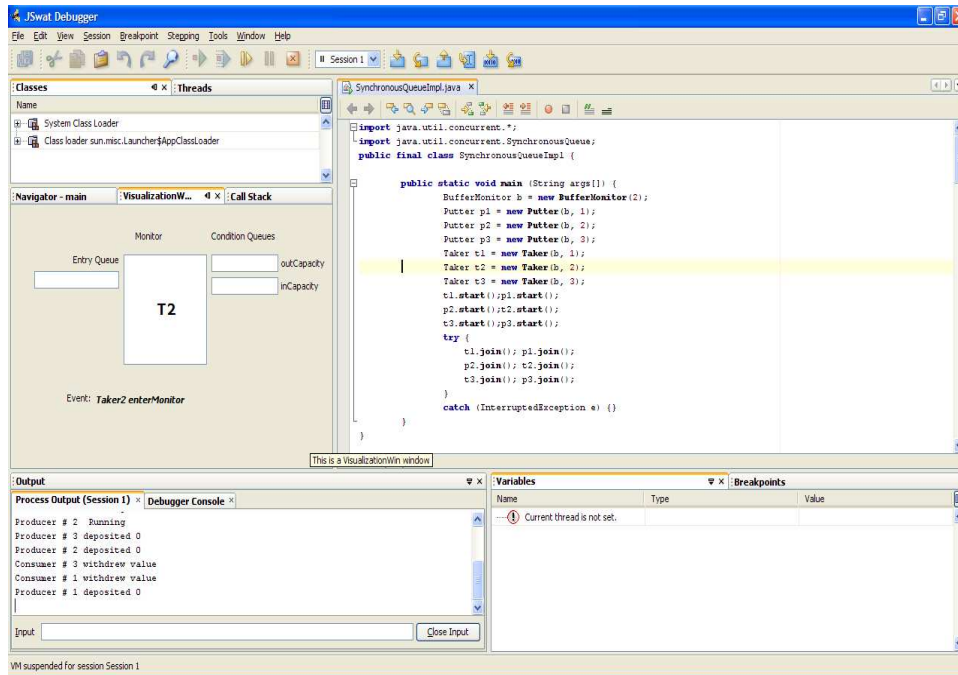 JSwat Debugger
File Edit View Session Breakpoint Stepping Tools Window Help
Session 1
Classes
Threads
Name
System Class Loader
Class loader sun.misc.Launcher$AppClassLoader
Navigator - main
VisualizationW...
Call Stack
Monitor
Condition Queues
Entry Queue
outCapacity
inCapacity
T2
Event: Taker2 enterMonitor
SynchronousQueueImpl.java
import java.util.concurrent.*;
import java.util.concurrent.SynchronousQueue;
public final class SynchronousQueueImpl {
public static void main (String args[]) {
BufferMonitor b = new BufferMonitor(2);
Putter p1 = new Putter(b, 1);
Putter p2 = new Putter(b, 2);
Putter p3 = new Putter(b, 3);
Taker t1 = new Taker(b, 1);
Taker t2 = new Taker(b, 2);
Taker t3 = new Taker(b, 3);
t1.start();p1.start();
p2.start();t2.start();
t3.start();p3.start();
try {
t1.join(); p1.join();
p2.join(); t2.join();
t3.join(); p3.join();
}
catch (InterruptedException e) {}
}
}
This is a VisualizationWin window
Output
Process Output (Session 1)
Debugger Console
Producer # 2 Running
Producer # 3 deposited 0
Producer # 2 deposited 0
Consumer # 3 withdrew value
Consumer # 1 withdrew value
Producer # 1 deposited 0
Input
Close Input
Variables
Breakpoints
Name Type Value
Current thread is not set.
VM suspended for session Session 1